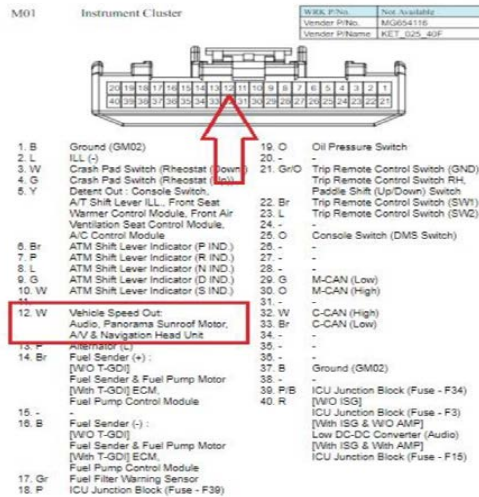 M01 Instrument Cluster
WRK P/No. Not Available
Vender P/No. MG654116
Vender P/Name KET_025_40F
20 19 18 17 16 15 14 13 12 11 10 9 8 7 6 5 4 3 2 1
40 39 38 37 36 35 34 33 31 30 29 28 27 26 25 24 23 22 21
1. B Ground (GM02)
2. L ILL (-)
3. W Crash Pad Switch (Rheostat (Down))
4. G Crash Pad Switch (Rheostat (Up))
5. Y Detent Out : Console Switch,
A/T Shift Lever ILL., Front Seat
Warmer Control Module, Front Air
Ventilation Seat Control Module,
A/C Control Module
6. Br ATM Shift Lever Indicator (P IND.)
7. P ATM Shift Lever Indicator (R IND.)
8. L ATM Shift Lever Indicator (N IND.)
9. G ATM Shift Lever Indicator (D IND.)
10. W ATM Shift Lever Indicator (S IND.)
11. -
12. W Vehicle Speed Out:
Audio, Panorama Sunroof Motor,
A/V & Navigation Head Unit
13. P Alternator (L)
14. Br Fuel Sender (+) :
[W/O T-GDI]
Fuel Sender & Fuel Pump Motor
[With T-GDI] ECM,
Fuel Pump Control Module
15. - -
16. B Fuel Sender (-) :
[W/O T-GDI]
Fuel Sender & Fuel Pump Motor
[With T-GDI] ECM,
Fuel Pump Control Module
17. Gr Fuel Filter Warning Sensor
18. P ICU Junction Block (Fuse - F39)
19. O Oil Pressure Switch
20. - -
21. Gr/O Trip Remote Control Switch (GND)
Trip Remote Control Switch RH,
Paddle Shift (Up/Down) Switch
22. Br Trip Remote Control Switch (SW1)
23. L Trip Remote Control Switch (SW2)
24. - -
25. O Console Switch (DMS Switch)
26. - -
27. - -
28. - -
29. G M-CAN (Low)
30. O M-CAN (High)
31. - -
32. W C-CAN (High)
33. Br C-CAN (Low)
34. - -
35. - -
36. - -
37. B Ground (GM02)
38. - -
39. P/B ICU Junction Block (Fuse - F34)
40. R [W/O ISG]
ICU Junction Block (Fuse - F3)
[With ISG & W/O AMP]
Low DC-DC Converter (Audio)
[With ISG & With AMP]
ICU Junction Block (Fuse - F15)